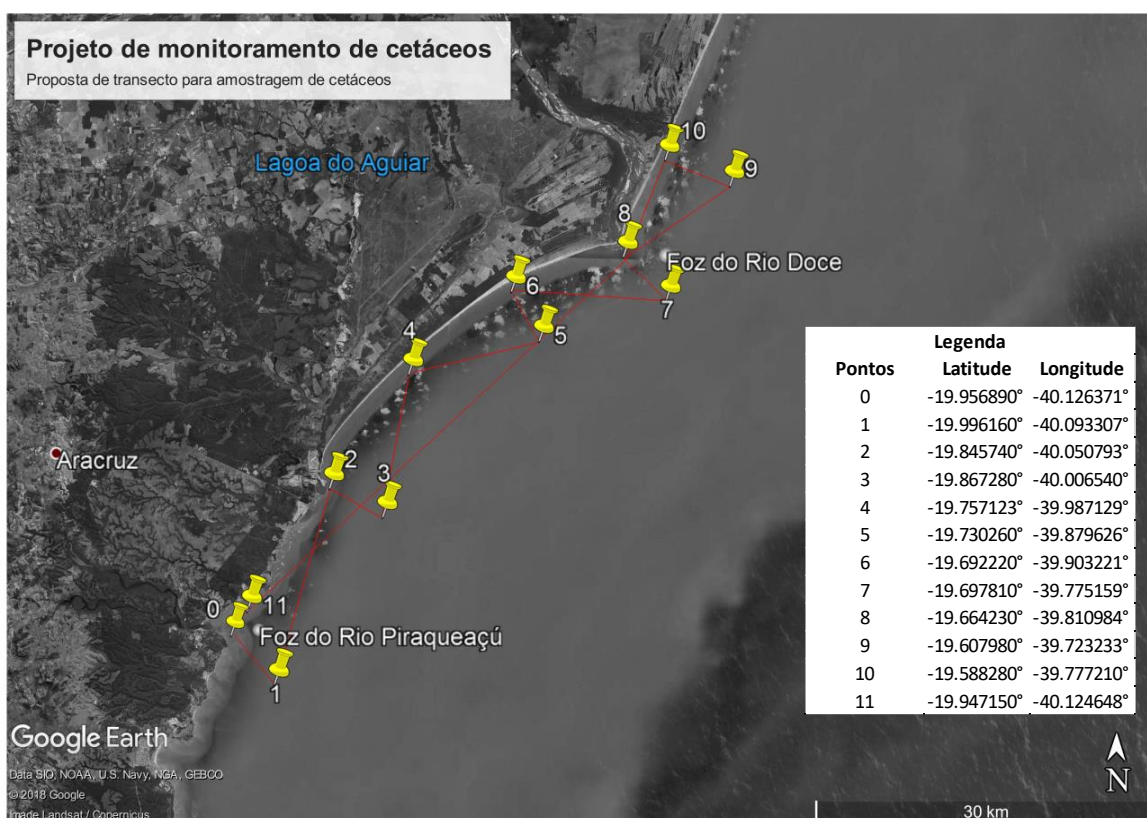 Projeto de monitoramento de cetáceos
Proposta de transecto para amostragem de cetáceos
Lagoa do Aguiar
10
9
8
Foz do Rio Doce
7
6
5
4
Aracruz
2
3
0
11
Foz do Rio Piraqueaçú
1
Legenda
Pontos Latitude Longitude
0 -19.956890° -40.126371°
1 -19.996160° -40.093307°
2 -19.845740° -40.050793°
3 -19.867280° -40.006540°
4 -19.757123° -39.987129°
5 -19.730260° -39.879626°
6 -19.692220° -39.903221°
7 -19.697810° -39.775159°
8 -19.664230° -39.810984°
9 -19.607980° -39.723233°
10 -19.588280° -39.777210°
11 -19.947150° -40.124648°
Google Earth
Data SIO, NOAA, U.S. Navy, NGA, GEBCO
© 2018 Google
Image Landsat / Copernicus
N
30 km